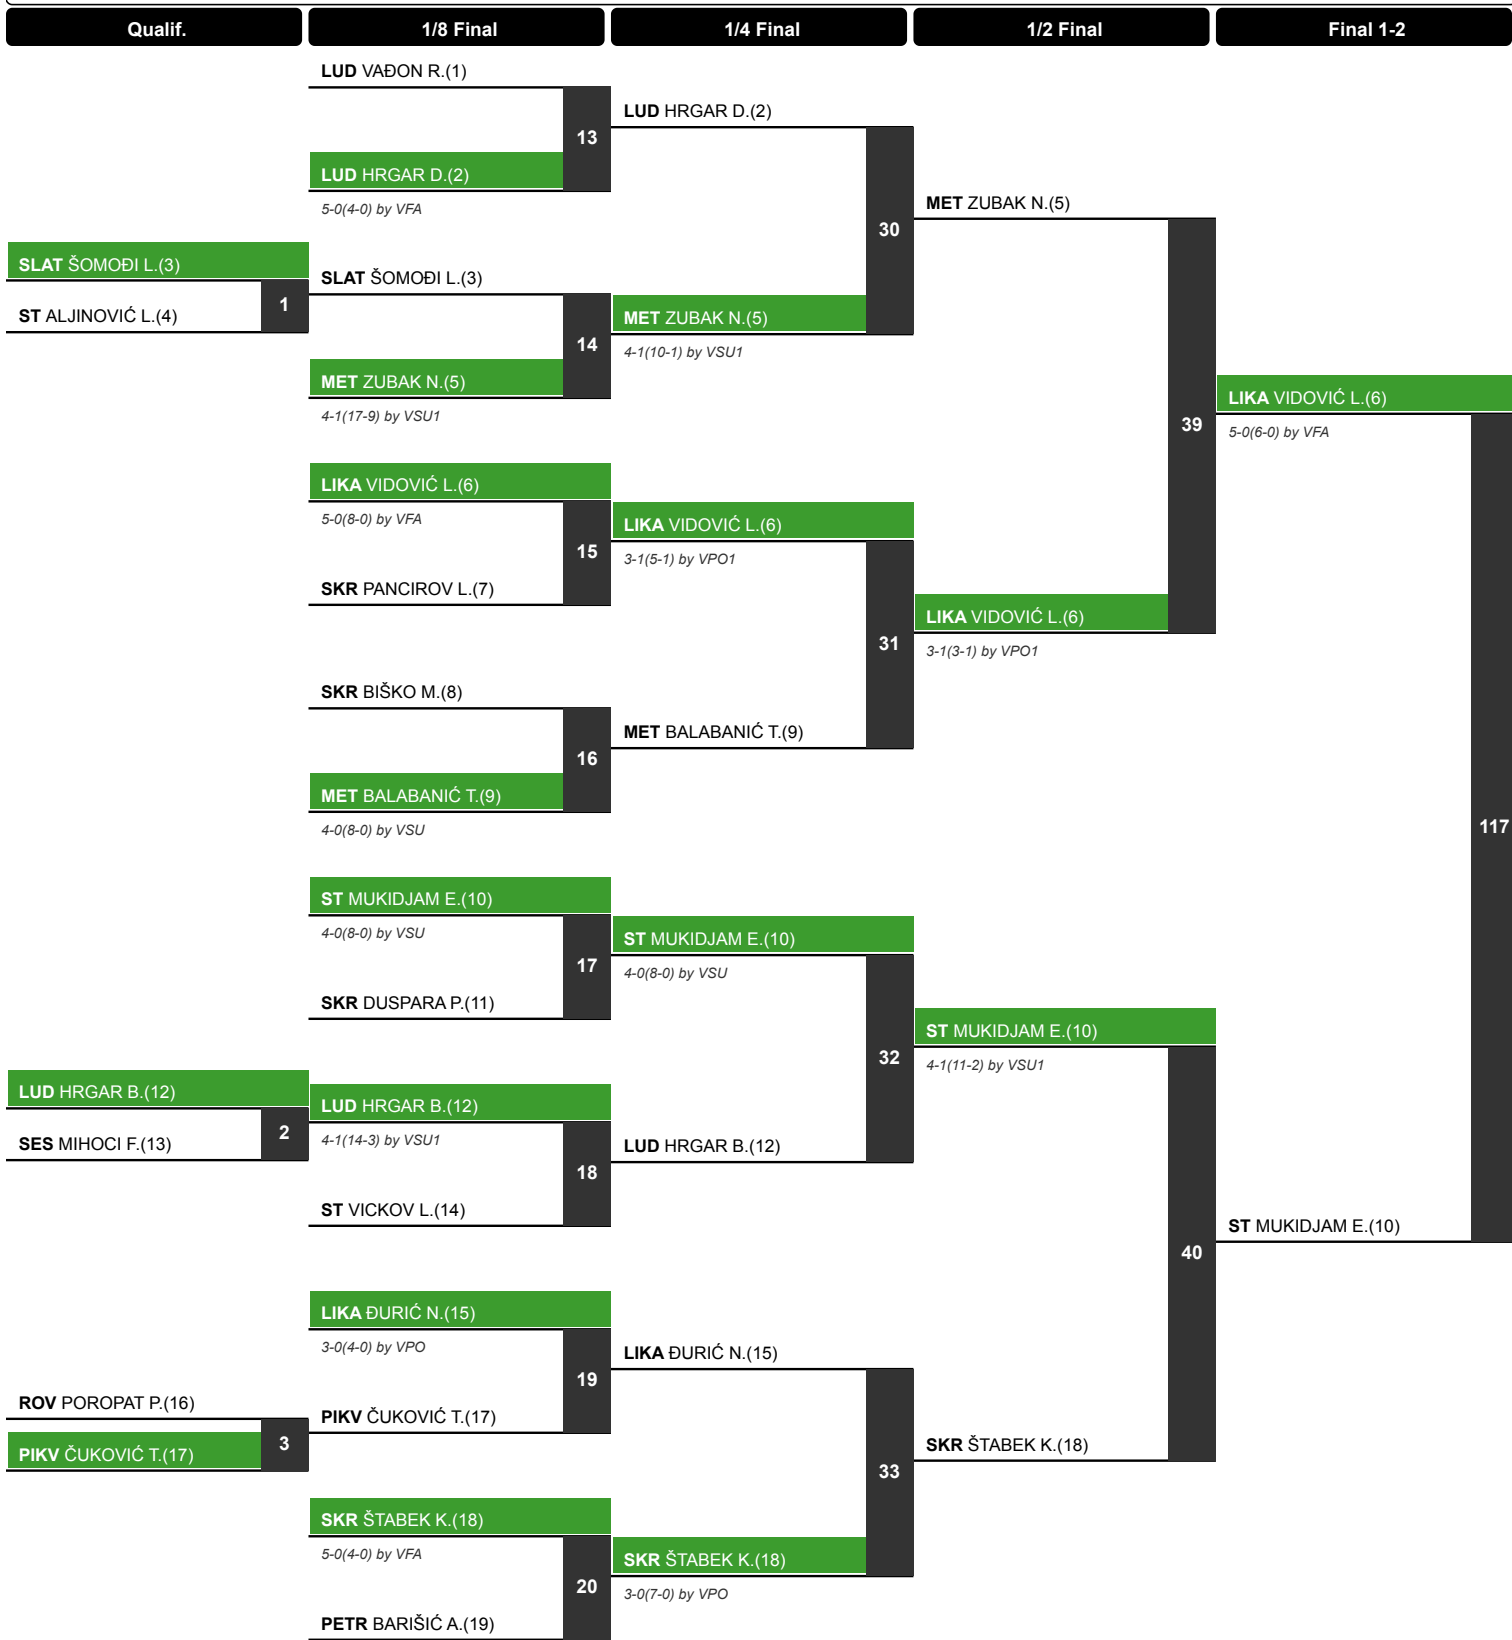 Qualif.
1/8 Final
1/4 Final
1/2 Final
Final 1-2
LUD VAĐON R.(1)
13
LUD HRGAR D.(2)
5-0(4-0) by VFA
SLAT ŠOMOĐI L.(3)
1
ST ALJINOVIĆ L.(4)
SLAT ŠOMOĐI L.(3)
14
MET ZUBAK N.(5)
4-1(17-9) by VSU1
LIKA VIDOVIĆ L.(6)
5-0(8-0) by VFA
15
SKR PANCIROV L.(7)
SKR BIŠKO M.(8)
16
MET BALABANIĆ T.(9)
4-0(8-0) by VSU
ST MUKIDJAM E.(10)
4-0(8-0) by VSU
17
SKR DUSPARA P.(11)
LUD HRGAR B.(12)
2
SES MIHOCI F.(13)
LUD HRGAR B.(12)
4-1(14-3) by VSU1
18
ST VICKOV L.(14)
LIKA ĐURIĆ N.(15)
3-0(4-0) by VPO
19
PIKV ČUKOVIĆ T.(17)
ROV POROPAT P.(16)
3
PIKV ČUKOVIĆ T.(17)
SKR ŠTABEK K.(18)
5-0(4-0) by VFA
20
PETR BARIŠIĆ A.(19)
LUD HRGAR D.(2)
30
MET ZUBAK N.(5)
4-1(10-1) by VSU1
LIKA VIDOVIĆ L.(6)
3-1(5-1) by VPO1
31
MET BALABANIĆ T.(9)
ST MUKIDJAM E.(10)
4-0(8-0) by VSU
32
LUD HRGAR B.(12)
LIKA ĐURIĆ N.(15)
33
SKR ŠTABEK K.(18)
3-0(7-0) by VPO
MET ZUBAK N.(5)
39
LIKA VIDOVIĆ L.(6)
3-1(3-1) by VPO1
ST MUKIDJAM E.(10)
4-1(11-2) by VSU1
40
SKR ŠTABEK K.(18)
LIKA VIDOVIĆ L.(6)
5-0(6-0) by VFA
117
ST MUKIDJAM E.(10)